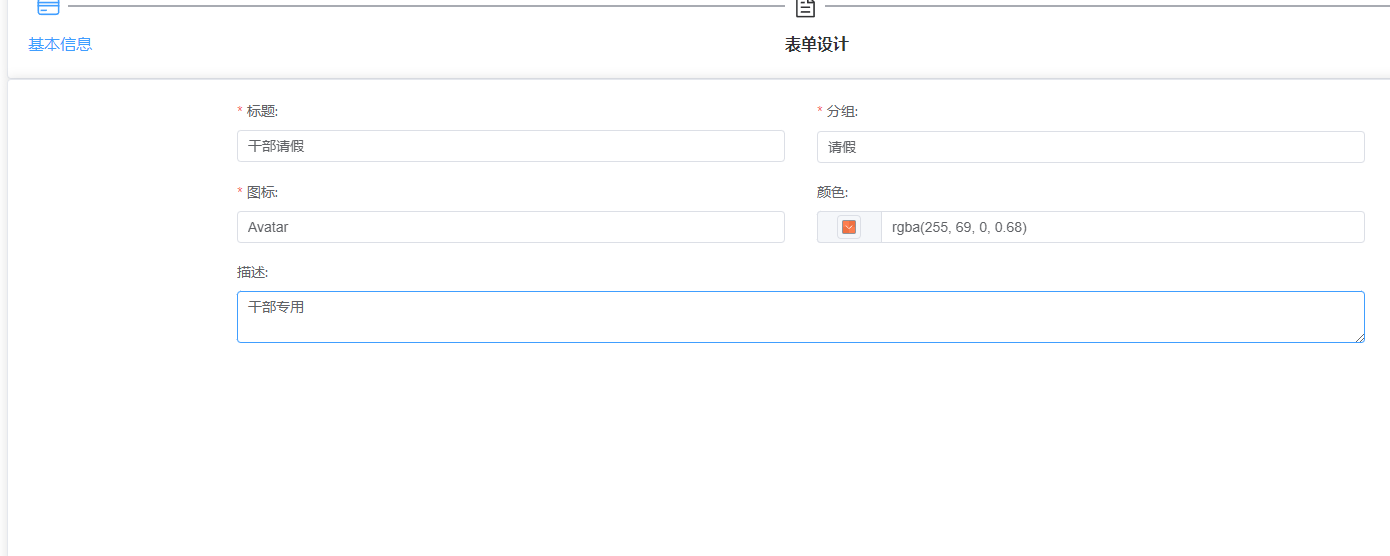 基本信息
表单设计
* 标题:
* 分组:
干部请假
请假
* 图标:
颜色:
Avatar
rgba(255, 69, 0, 0.68)
描述:
干部专用